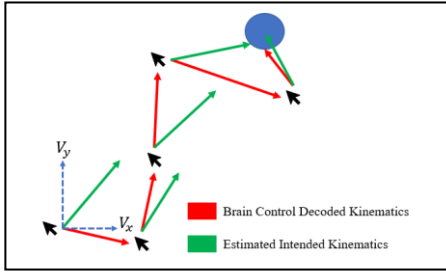 V_y
V_x
Brain Control Decoded Kinematics
Estimated Intended Kinematics